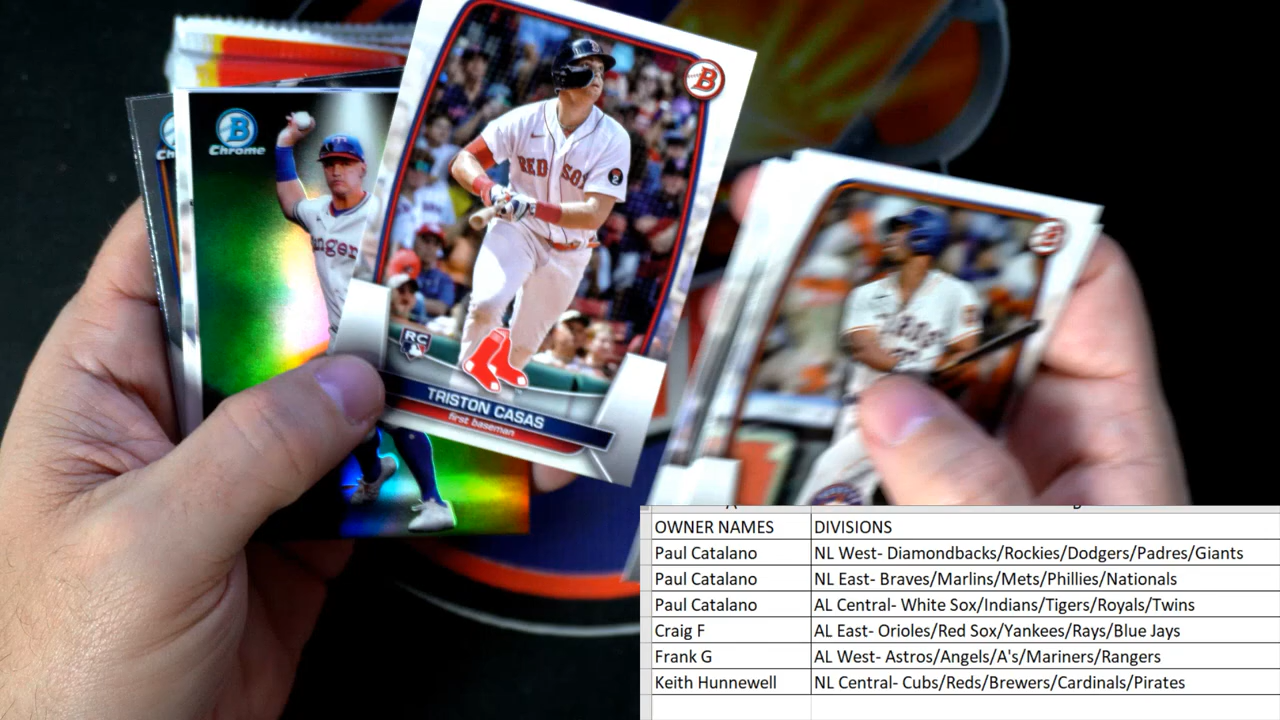 B
Chrome
Ch
B
RED SOX
RC
TRISTON CASAS
first baseman
B
OWNER NAMES
DIVISIONS
Paul Catalano
NL West- Diamondbacks/Rockies/Dodgers/Padres/Giants
Paul Catalano
NL East- Braves/Marlins/Mets/Phillies/Nationals
Paul Catalano
AL Central- White Sox/Indians/Tigers/Royals/Twins
Craig F
AL East- Orioles/Red Sox/Yankees/Rays/Blue Jays
Frank G
AL West- Astros/Angels/A's/Mariners/Rangers
Keith Hunnewell
NL Central- Cubs/Reds/Brewers/Cardinals/Pirates